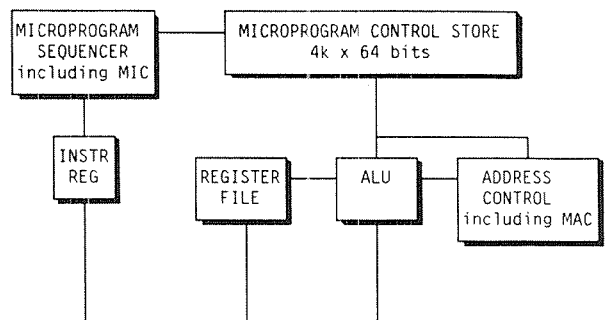 MICROPROGRAM
SEQUENCER
including MIC
MICROPROGRAM CONTROL STORE
4k x 64 bits
INSTR
REG
REGISTER
FILE
ALU
ADDRESS
CONTROL
including MAC